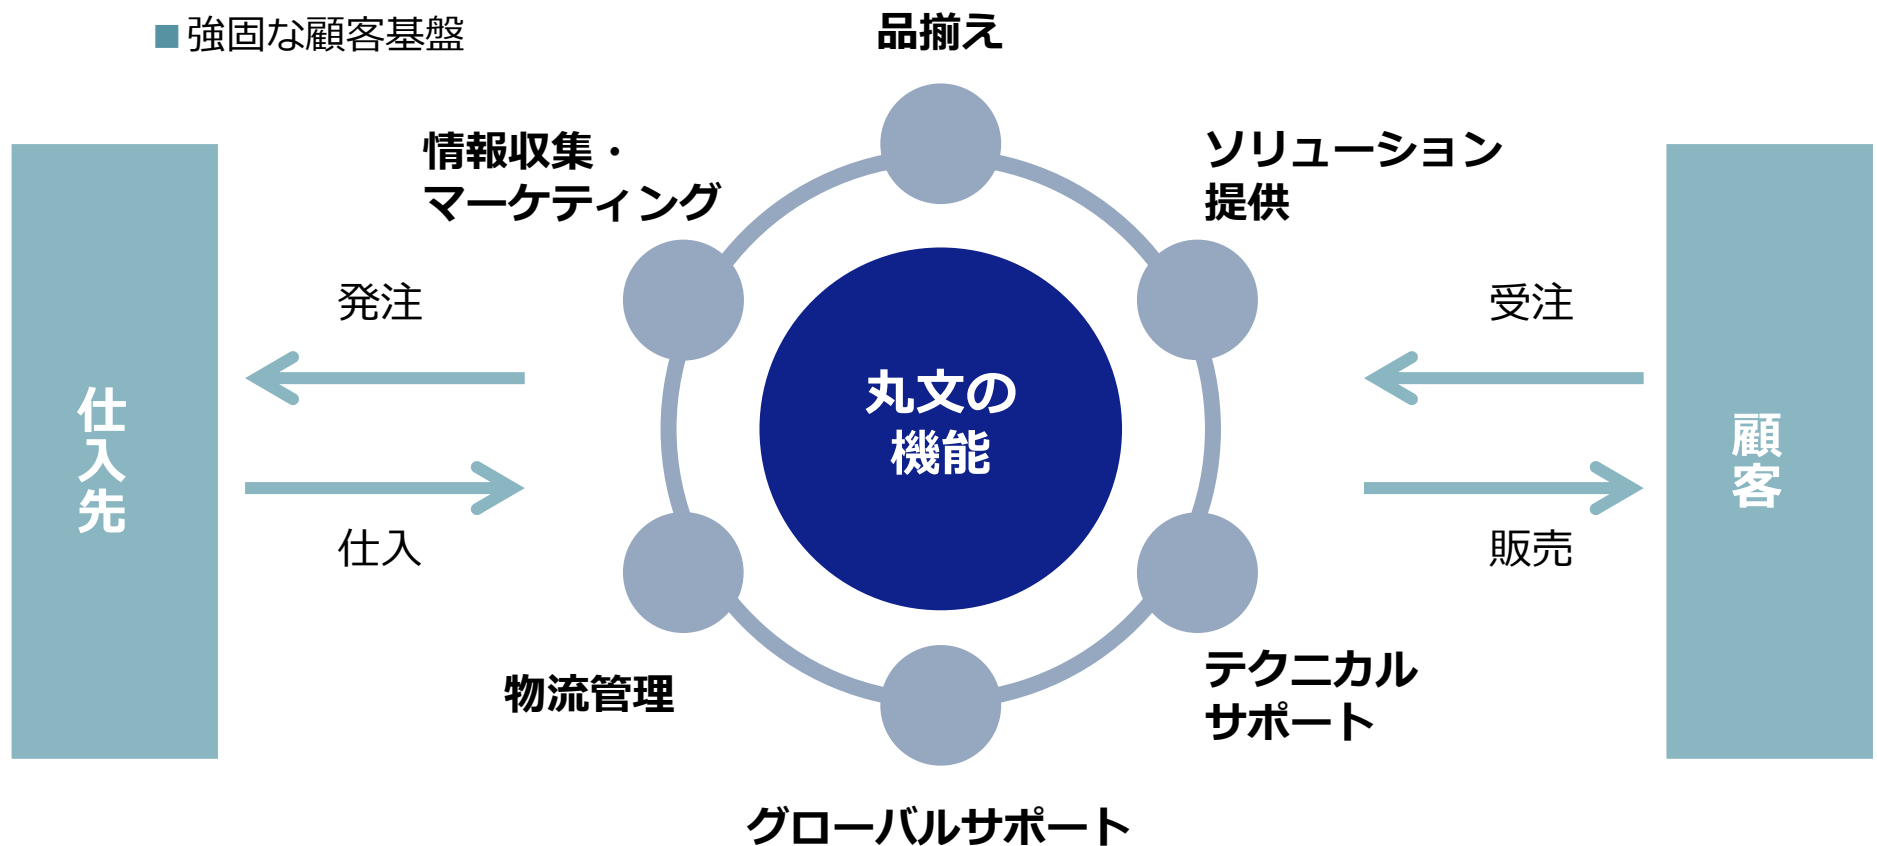 ■強固な顧客基盤
品揃え
情報収集・
マーケティング
ソリューション
提供
発注
受注
丸文の
機能
仕入先
顧客
仕入
販売
物流管理
テクニカル
サポート
グローバルサポート